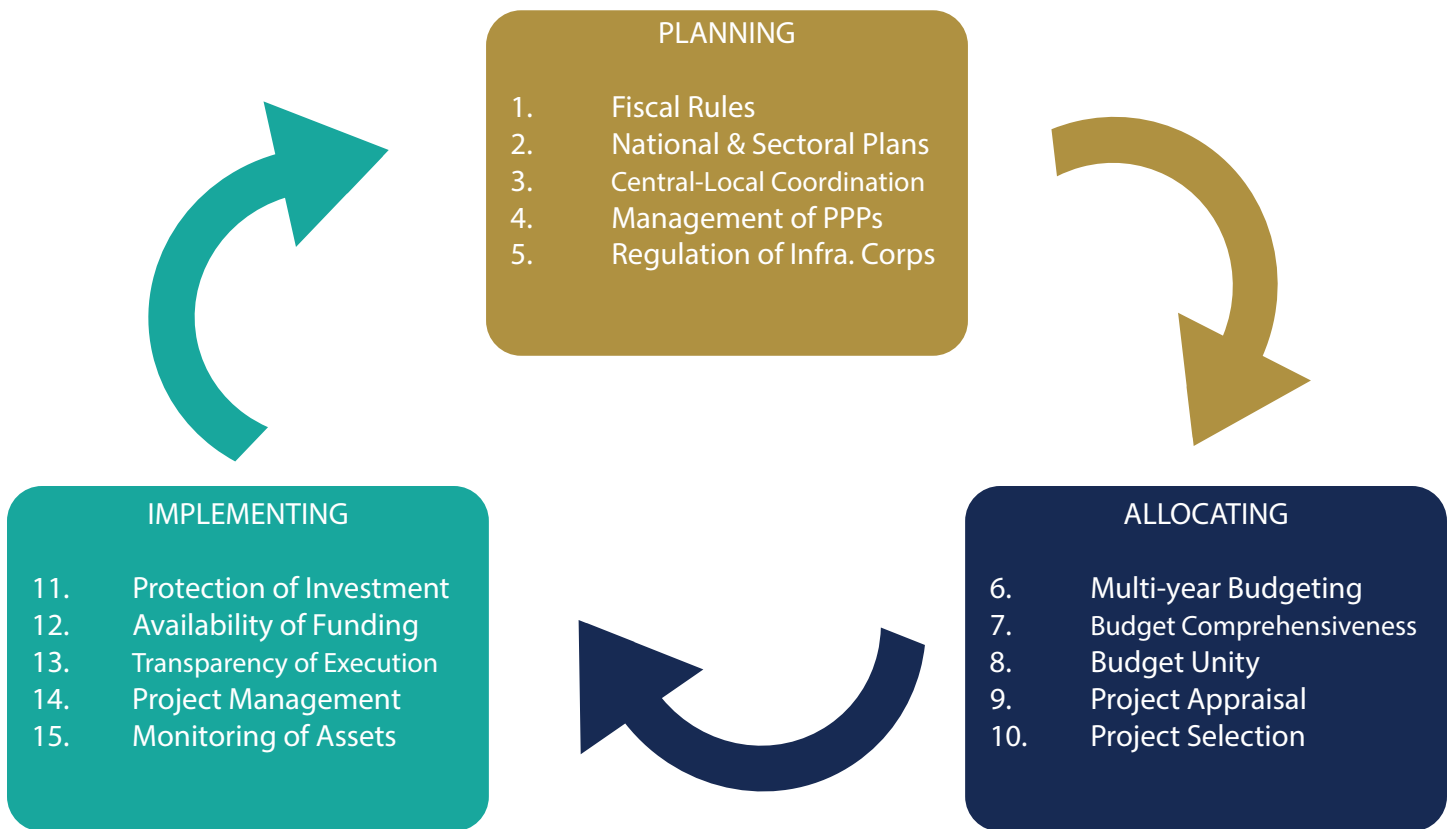 PLANNING
1. Fiscal Rules
2. National & Sectoral Plans
3. Central-Local Coordination
4. Management of PPPs
5. Regulation of Infra. Corps
IMPLEMENTING
11. Protection of Investment
12. Availability of Funding
13. Transparency of Execution
14. Project Management
15. Monitoring of Assets
ALLOCATING
6. Multi-year Budgeting
7. Budget Comprehensiveness
8. Budget Unity
9. Project Appraisal
10. Project Selection